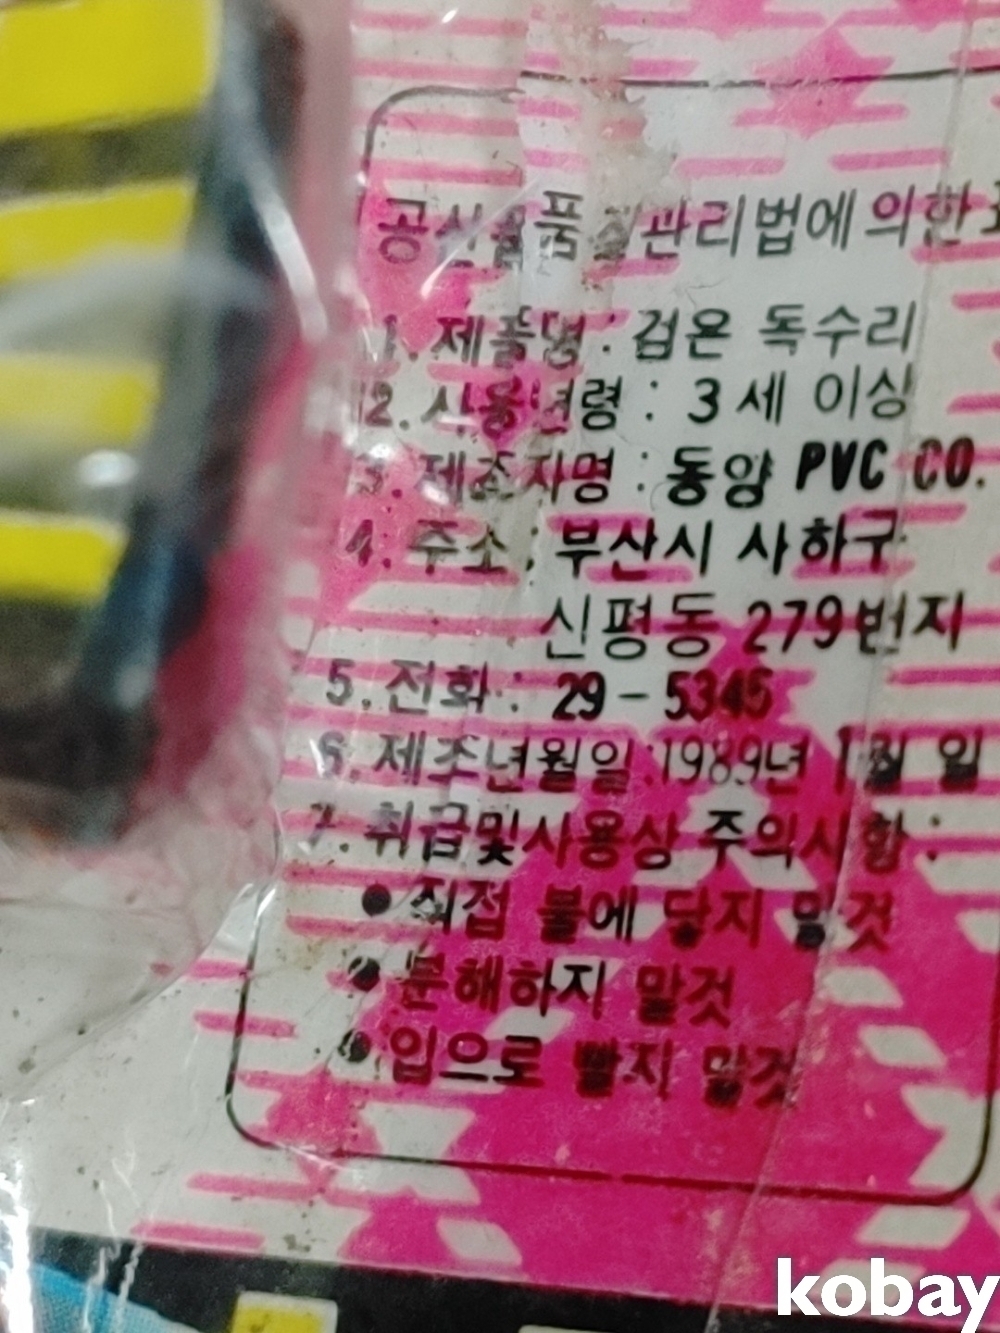 공산품 품질관리법에 의한
1. 제품명 : 검은 독수리
2. 사용년령 : 3세 이상
3. 제조자명 : 동양 PVC CO.
4. 주소 : 부산시 사하구
신평동 279번지
5. 전화 : 29-5345
6. 제조년월일 : 1989년 1월 일
7. 취급및사용상 주의사항 :
● 직접 불에 닿지 말것
● 분해하지 말것
● 입으로 빨지 말것
kobay